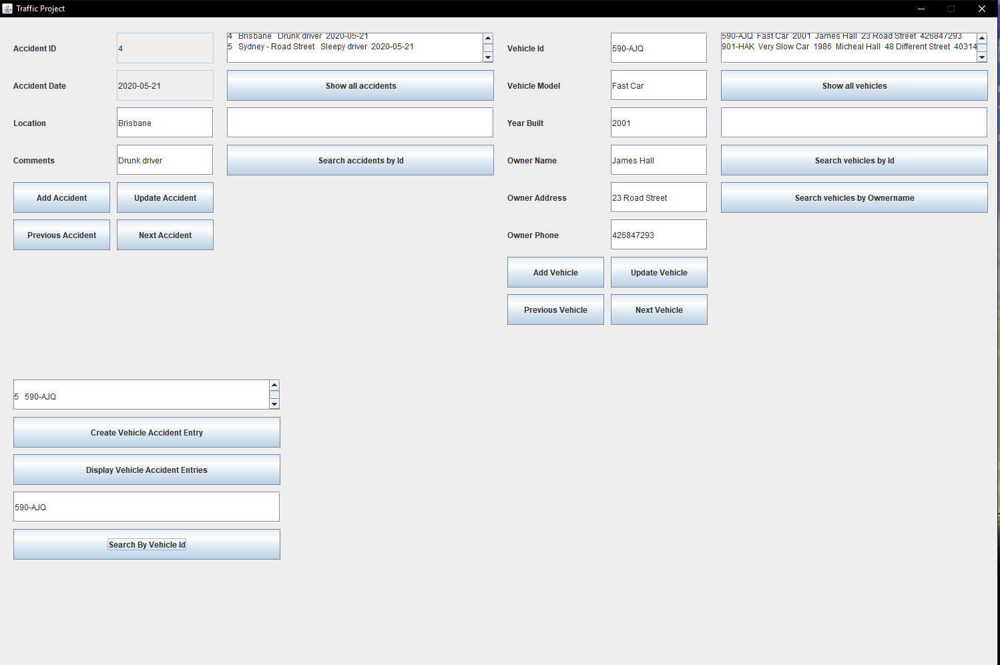 Traffic Project
Accident ID
4
4 Brisbane Drunk driver 2020-05-21
5 Sydney - Road Street Sleepy driver 2020-05-21
Accident Date
2020-05-21
Show all accidents
Location
Brisbane
Comments
Drunk driver
Search accidents by Id
Add Accident
Update Accident
Previous Accident
Next Accident
Vehicle Id
590-AJQ
590-AJQ Fast Car 2001 James Hall 23 Road Street 426847293
901-HAK Very Slow Car 1986 Micheal Hall 48 Different Street 40314
Vehicle Model
Fast Car
Show all vehicles
Year Built
2001
Owner Name
James Hall
Search vehicles by Id
Owner Address
23 Road Street
Search vehicles by Ownername
Owner Phone
426847293
Add Vehicle
Update Vehicle
Previous Vehicle
Next Vehicle
5 590-AJQ
Create Vehicle Accident Entry
Display Vehicle Accident Entries
590-AJQ
Search By Vehicle Id